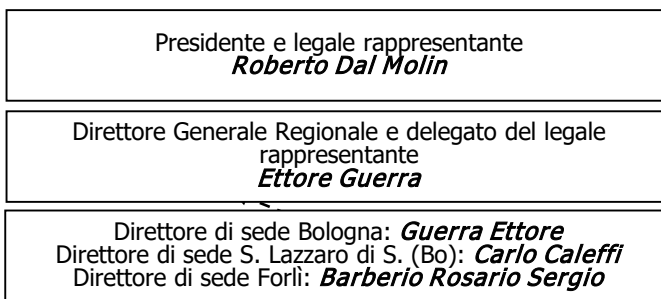 Presidente e legale rappresentante
Roberto Dal Molin
Direttore Generale Regionale e delegato del legale
rappresentante
Ettore Guerra
Direttore di sede Bologna: Guerra Ettore
Direttore di sede S. Lazzaro di S. (Bo): Carlo Caleffi
Direttore di sede Forlì: Barberio Rosario Sergio